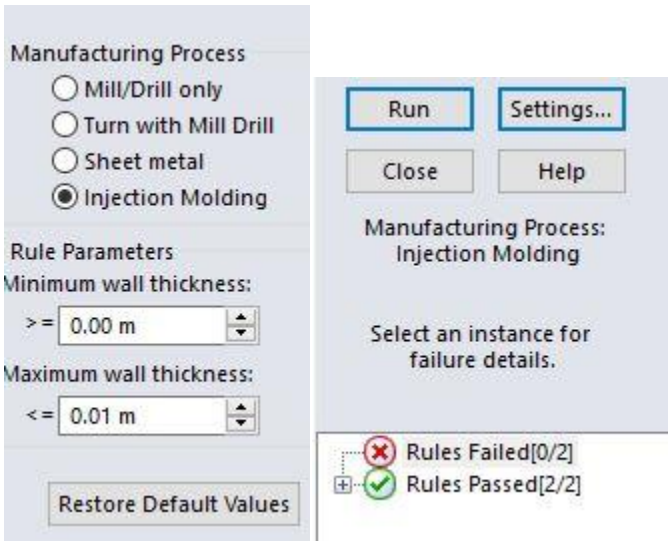 Manufacturing Process
Mill/Drill only
Turn with Mill Drill
Sheet metal
Injection Molding
Rule Parameters
Minimum wall thickness:
>= 0.00 m
Maximum wall thickness:
<= 0.01 m
Restore Default Values
Run Settings...
Close Help
Manufacturing Process:
Injection Molding
Select an instance for
failure details.
Rules Failed[0/2]
Rules Passed[2/2]